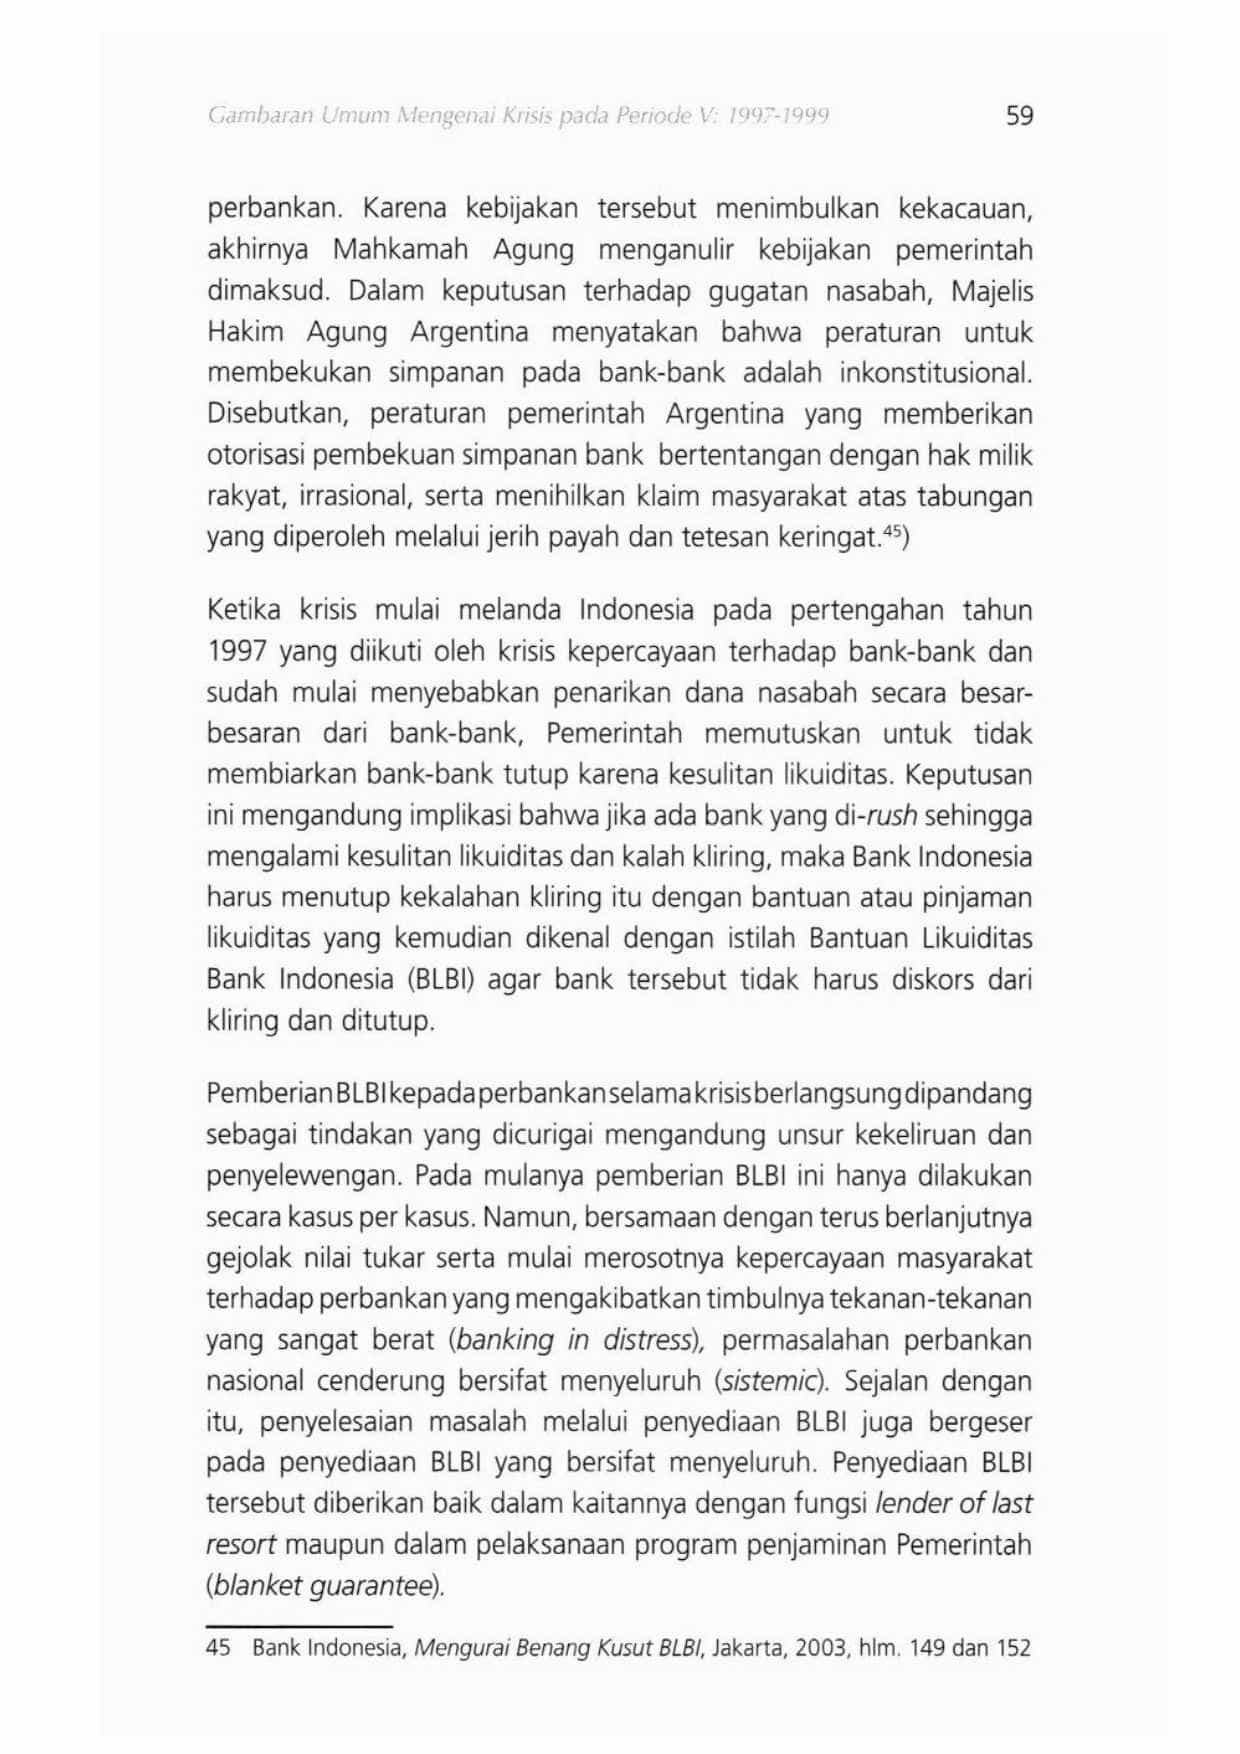 Gambaran Umum Mengenai Krisis pada Periode V: 1997-1999 59
perbankan. Karena kebijakan tersebut menimbulkan kekacauan,
akhirnya Mahkamah Agung menganulir kebijakan pemerintah
dimaksud. Dalam keputusan terhadap gugatan nasabah, Majelis
Hakim Agung Argentina menyatakan bahwa peraturan untuk
membekukan simpanan pada bank-bank adalah inkonstitusional.
Disebutkan, peraturan pemerintah Argentina yang memberikan
otorisasi pembekuan simpanan bank bertentangan dengan hak milik
rakyat, irrasional, serta menihilkan klaim masyarakat atas tabungan
yang diperoleh melalui jerih payah dan tetesan keringat.45)
Ketika krisis mulai melanda Indonesia pada pertengahan tahun
1997 yang diikuti oleh krisis kepercayaan terhadap bank-bank dan
sudah mulai menyebabkan penarikan dana nasabah secara besar-
besaran dari bank-bank, Pemerintah memutuskan untuk tidak
membiarkan bank-bank tutup karena kesulitan likuiditas. Keputusan
ini mengandung implikasi bahwa jika ada bank yang di-rush sehingga
mengalami kesulitan likuiditas dan kalah kliring, maka Bank Indonesia
harus menutup kekalahan kliring itu dengan bantuan atau pinjaman
likuiditas yang kemudian dikenal dengan istilah Bantuan Likuiditas
Bank Indonesia (BLBI) agar bank tersebut tidak harus diskors dari
kliring dan ditutup.
Pemberian BLBI kepada perbankan selama krisis berlangsung dipandang
sebagai tindakan yang dicurigai mengandung unsur kekeliruan dan
penyelewengan. Pada mulanya pemberian BLBI ini hanya dilakukan
secara kasus per kasus. Namun, bersamaan dengan terus berlanjutnya
gejolak nilai tukar serta mulai merosotnya kepercayaan masyarakat
terhadap perbankan yang mengakibatkan timbulnya tekanan-tekanan
yang sangat berat (banking in distress), permasalahan perbankan
nasional cenderung bersifat menyeluruh (sistemic). Sejalan dengan
itu, penyelesaian masalah melalui penyediaan BLBI juga bergeser
pada penyediaan BLBI yang bersifat menyeluruh. Penyediaan BLBI
tersebut diberikan baik dalam kaitannya dengan fungsi lender of last
resort maupun dalam pelaksanaan program penjaminan Pemerintah
(blanket guarantee).
45 Bank Indonesia, Mengurai Benang Kusut BLBI, Jakarta, 2003, hlm. 149 dan 152